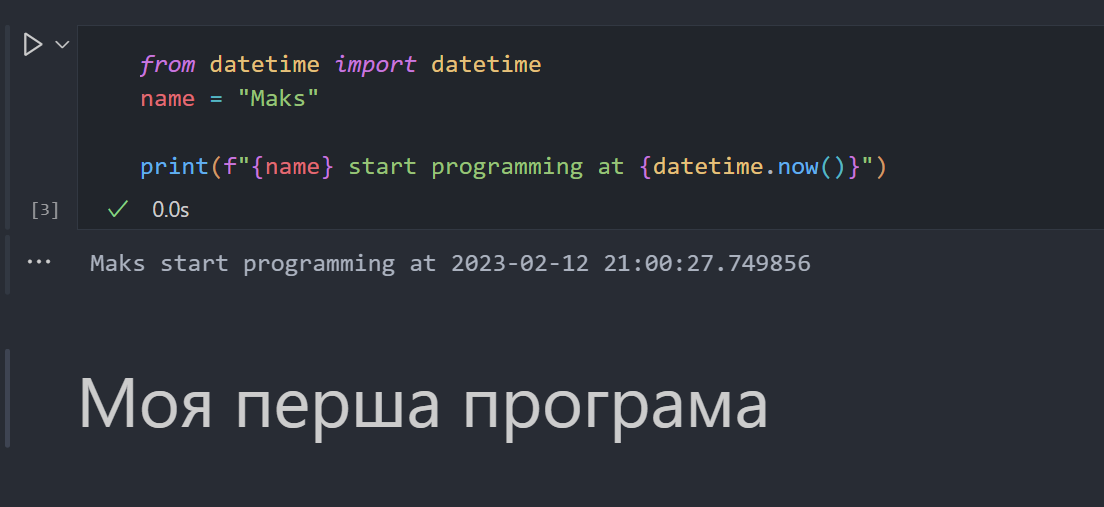 from datetime import datetime
name = "Maks"
print(f"{name} start programming at {datetime.now()}")
[3]
0.0s
...
Maks start programming at 2023-02-12 21:00:27.749856
Моя перша програма